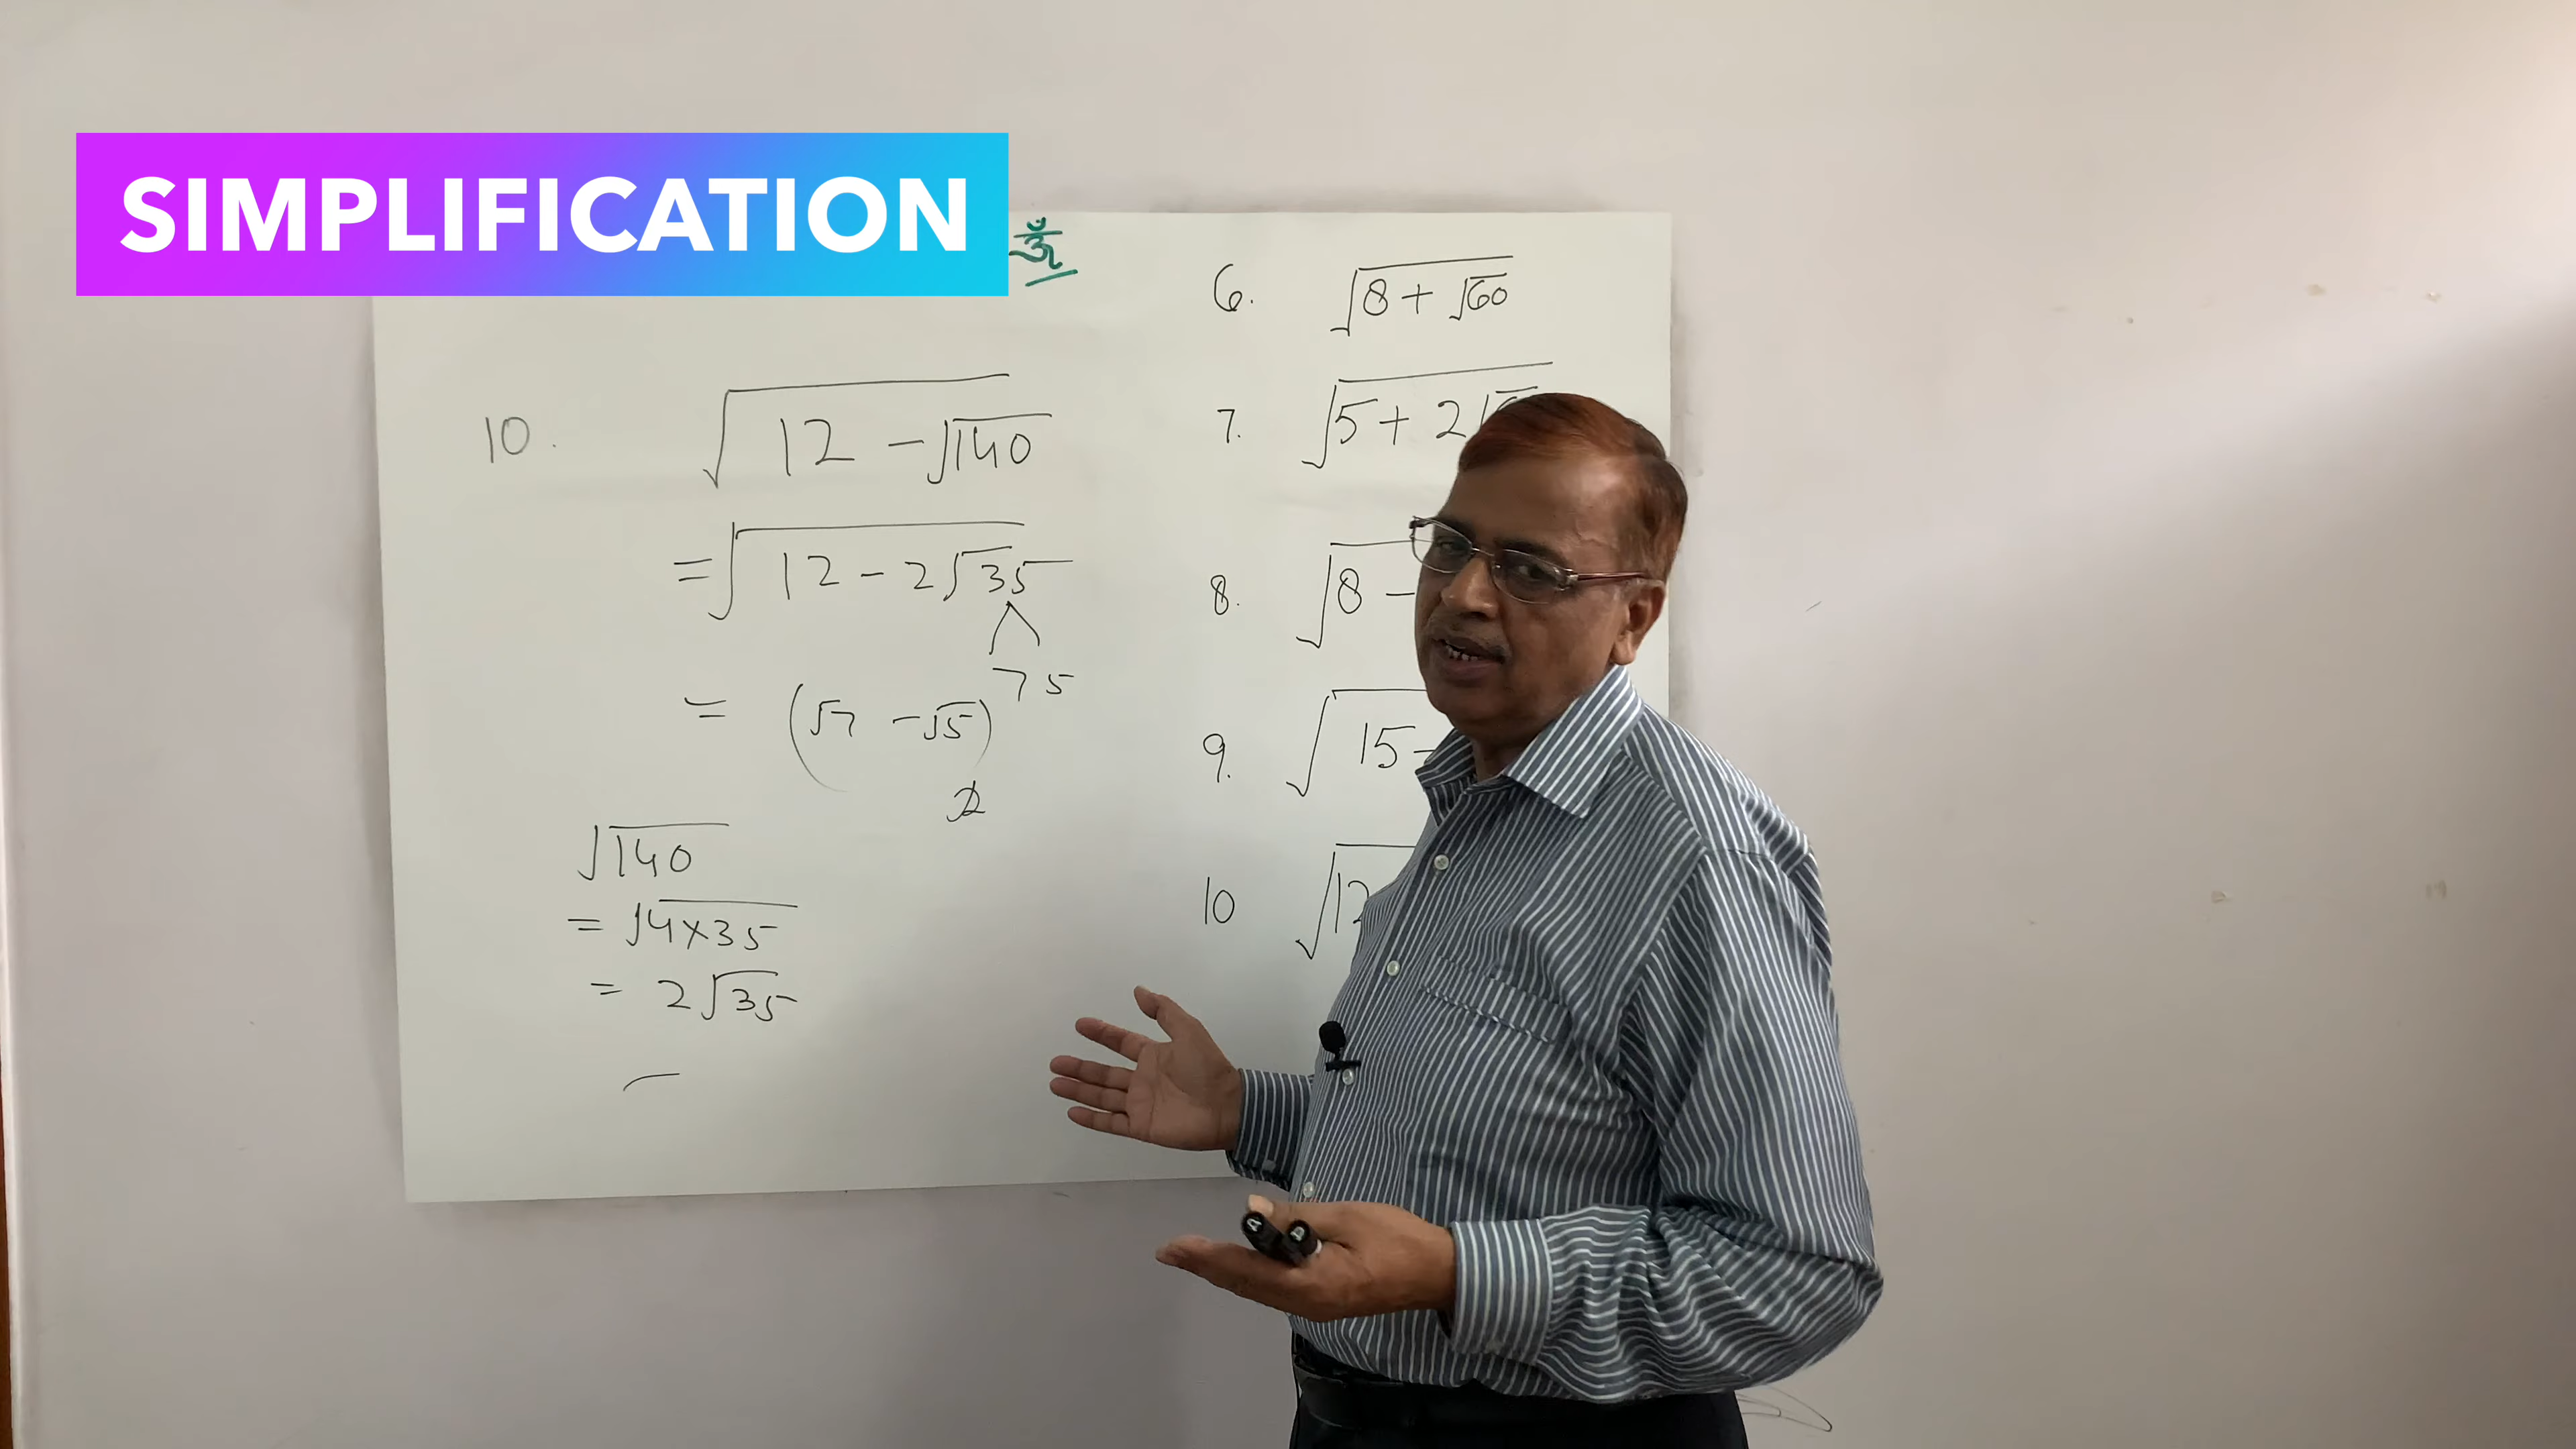 SIMPLIFICATION
ॐ
10. √(12 - √140)
= √(12 - 2√35)
7 5
= (√7 - √5)
√140
= √4×35
= 2√35
6. √(8 + √60)
7. √(5 + 2√
8. √(8 -
9. √(15 -
10 √(12
A